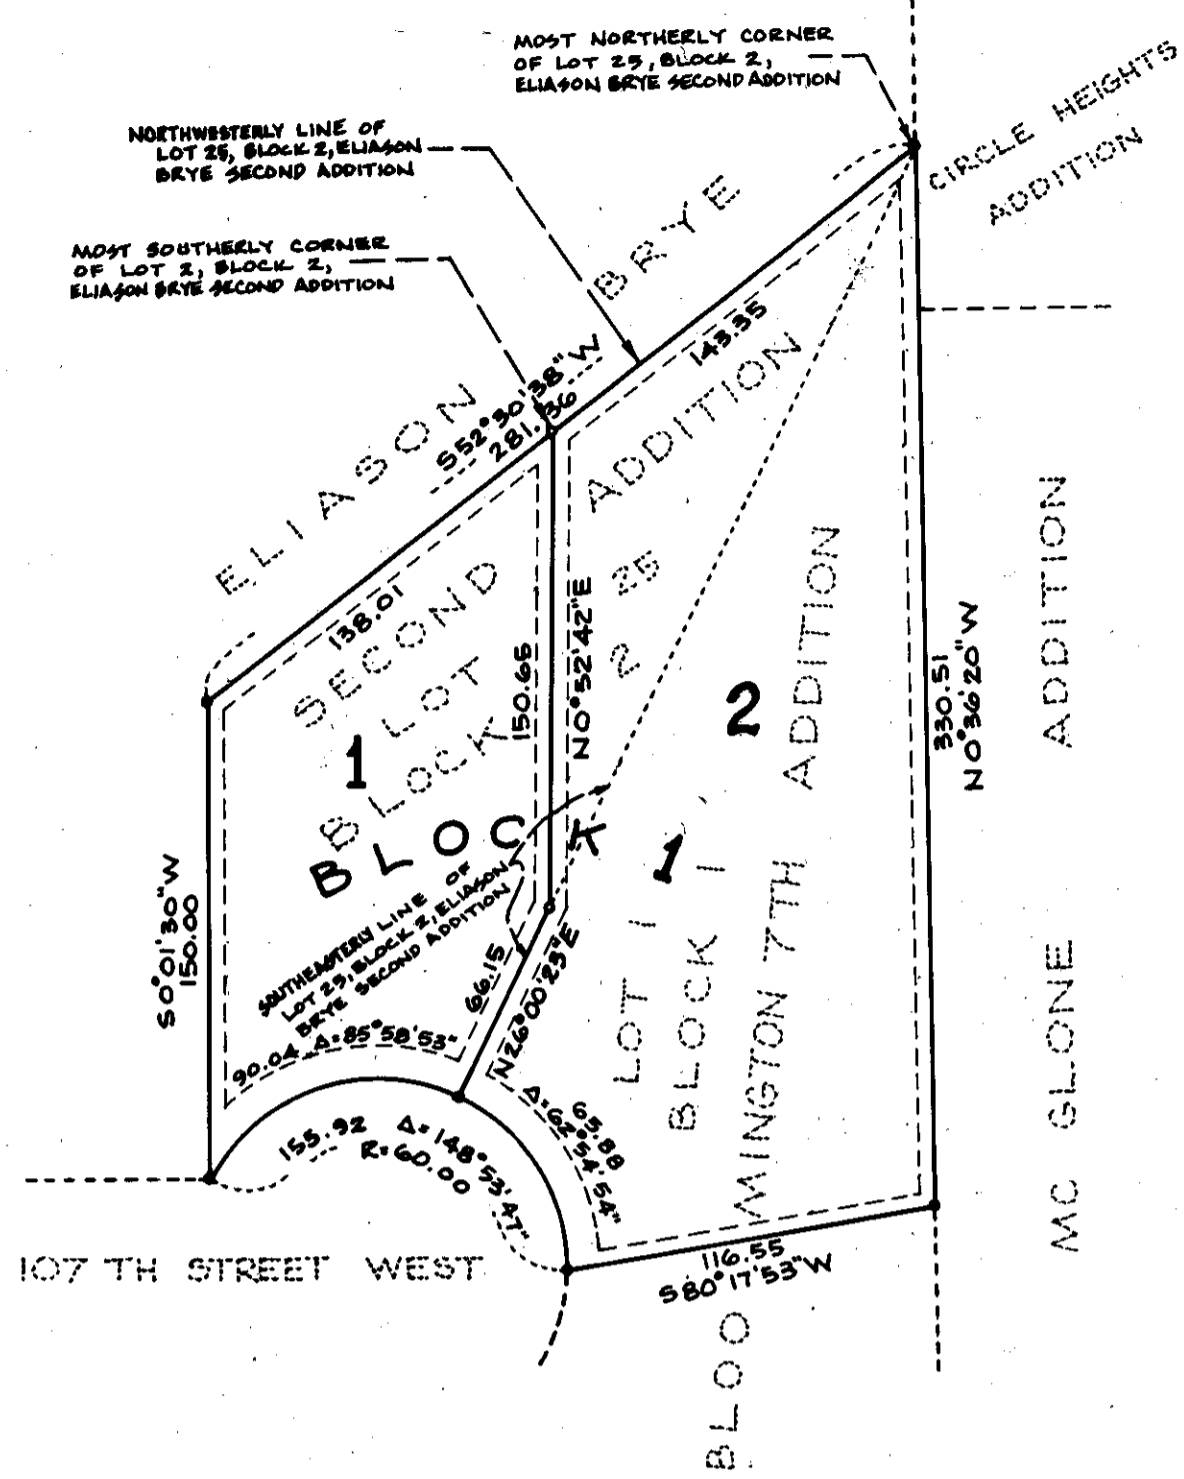 MOST NORTHERLY CORNER
OF LOT 25, BLOCK 2,
ELIASON BRYE SECOND ADDITION
NORTHWESTERLY LINE OF
LOT 25, BLOCK 2, ELIASON
BRYE SECOND ADDITION
MOST SOUTHERLY CORNER
OF LOT 2, BLOCK 2,
ELIASON BRYE SECOND ADDITION
CIRCLE HEIGHTS
ADDITION
ELIASON BRYE
S52°30'38"W
281.36
143.35
138.01
SECOND ADDITION
LOT 25
BLOCK 2
1
2
BLOCK 1
150.65
N0°52'42"E
330.51
N0°36'20"W
S0°01'30"W
150.00
SOUTHEASTERLY LINE OF
LOT 25, BLOCK 2, ELIASON
BRYE SECOND ADDITION
66.15
N26°00'23"E
90.04 Δ=85°58'53"
155.92 Δ=148°53'47"
R=60.00
65.88
Δ=62°54'54"
LOT 1
BLOCK 1
BLOOMINGTON 7TH ADDITION
MC GLONE ADDITION
116.55
S80°17'53"W
107 TH STREET WEST